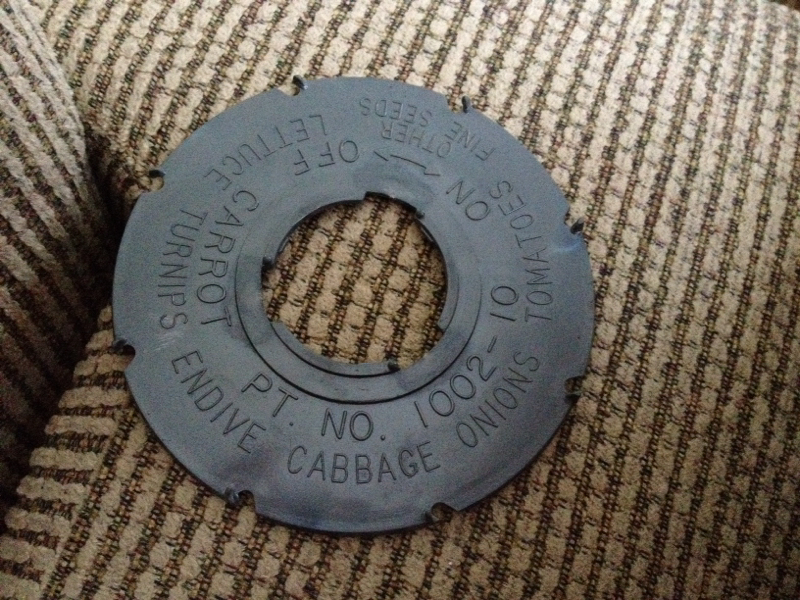 OTHER
FINE SEEDS
LETTUCE CARROT TURNIPS ENDIVE CABBAGE ONIONS TOMATOES
OFF ON
PT. NO. 1002-10